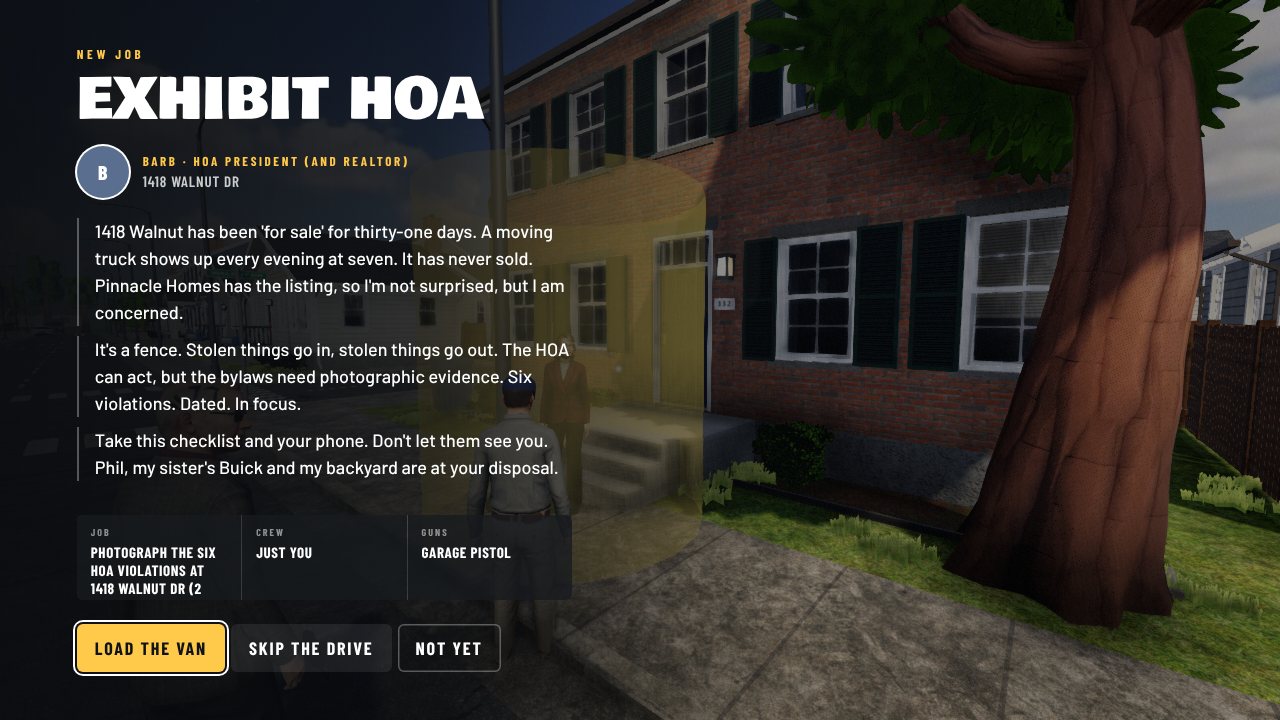 NEW JOB
EXHIBIT HOA
B
BARB · HOA PRESIDENT (AND REALTOR)
1418 WALNUT DR
1418 Walnut has been 'for sale' for thirty-one days. A moving
truck shows up every evening at seven. It has never sold.
Pinnacle Homes has the listing, so I'm not surprised, but I am
concerned.
It's a fence. Stolen things go in, stolen things go out. The HOA
can act, but the bylaws need photographic evidence. Six
violations. Dated. In focus.
Take this checklist and your phone. Don't let them see you.
Phil, my sister's Buick and my backyard are at your disposal.
JOB
PHOTOGRAPH THE SIX
HOA VIOLATIONS AT
1418 WALNUT DR (2
CREW
JUST YOU
GUNS
GARAGE PISTOL
LOAD THE VAN
SKIP THE DRIVE
NOT YET